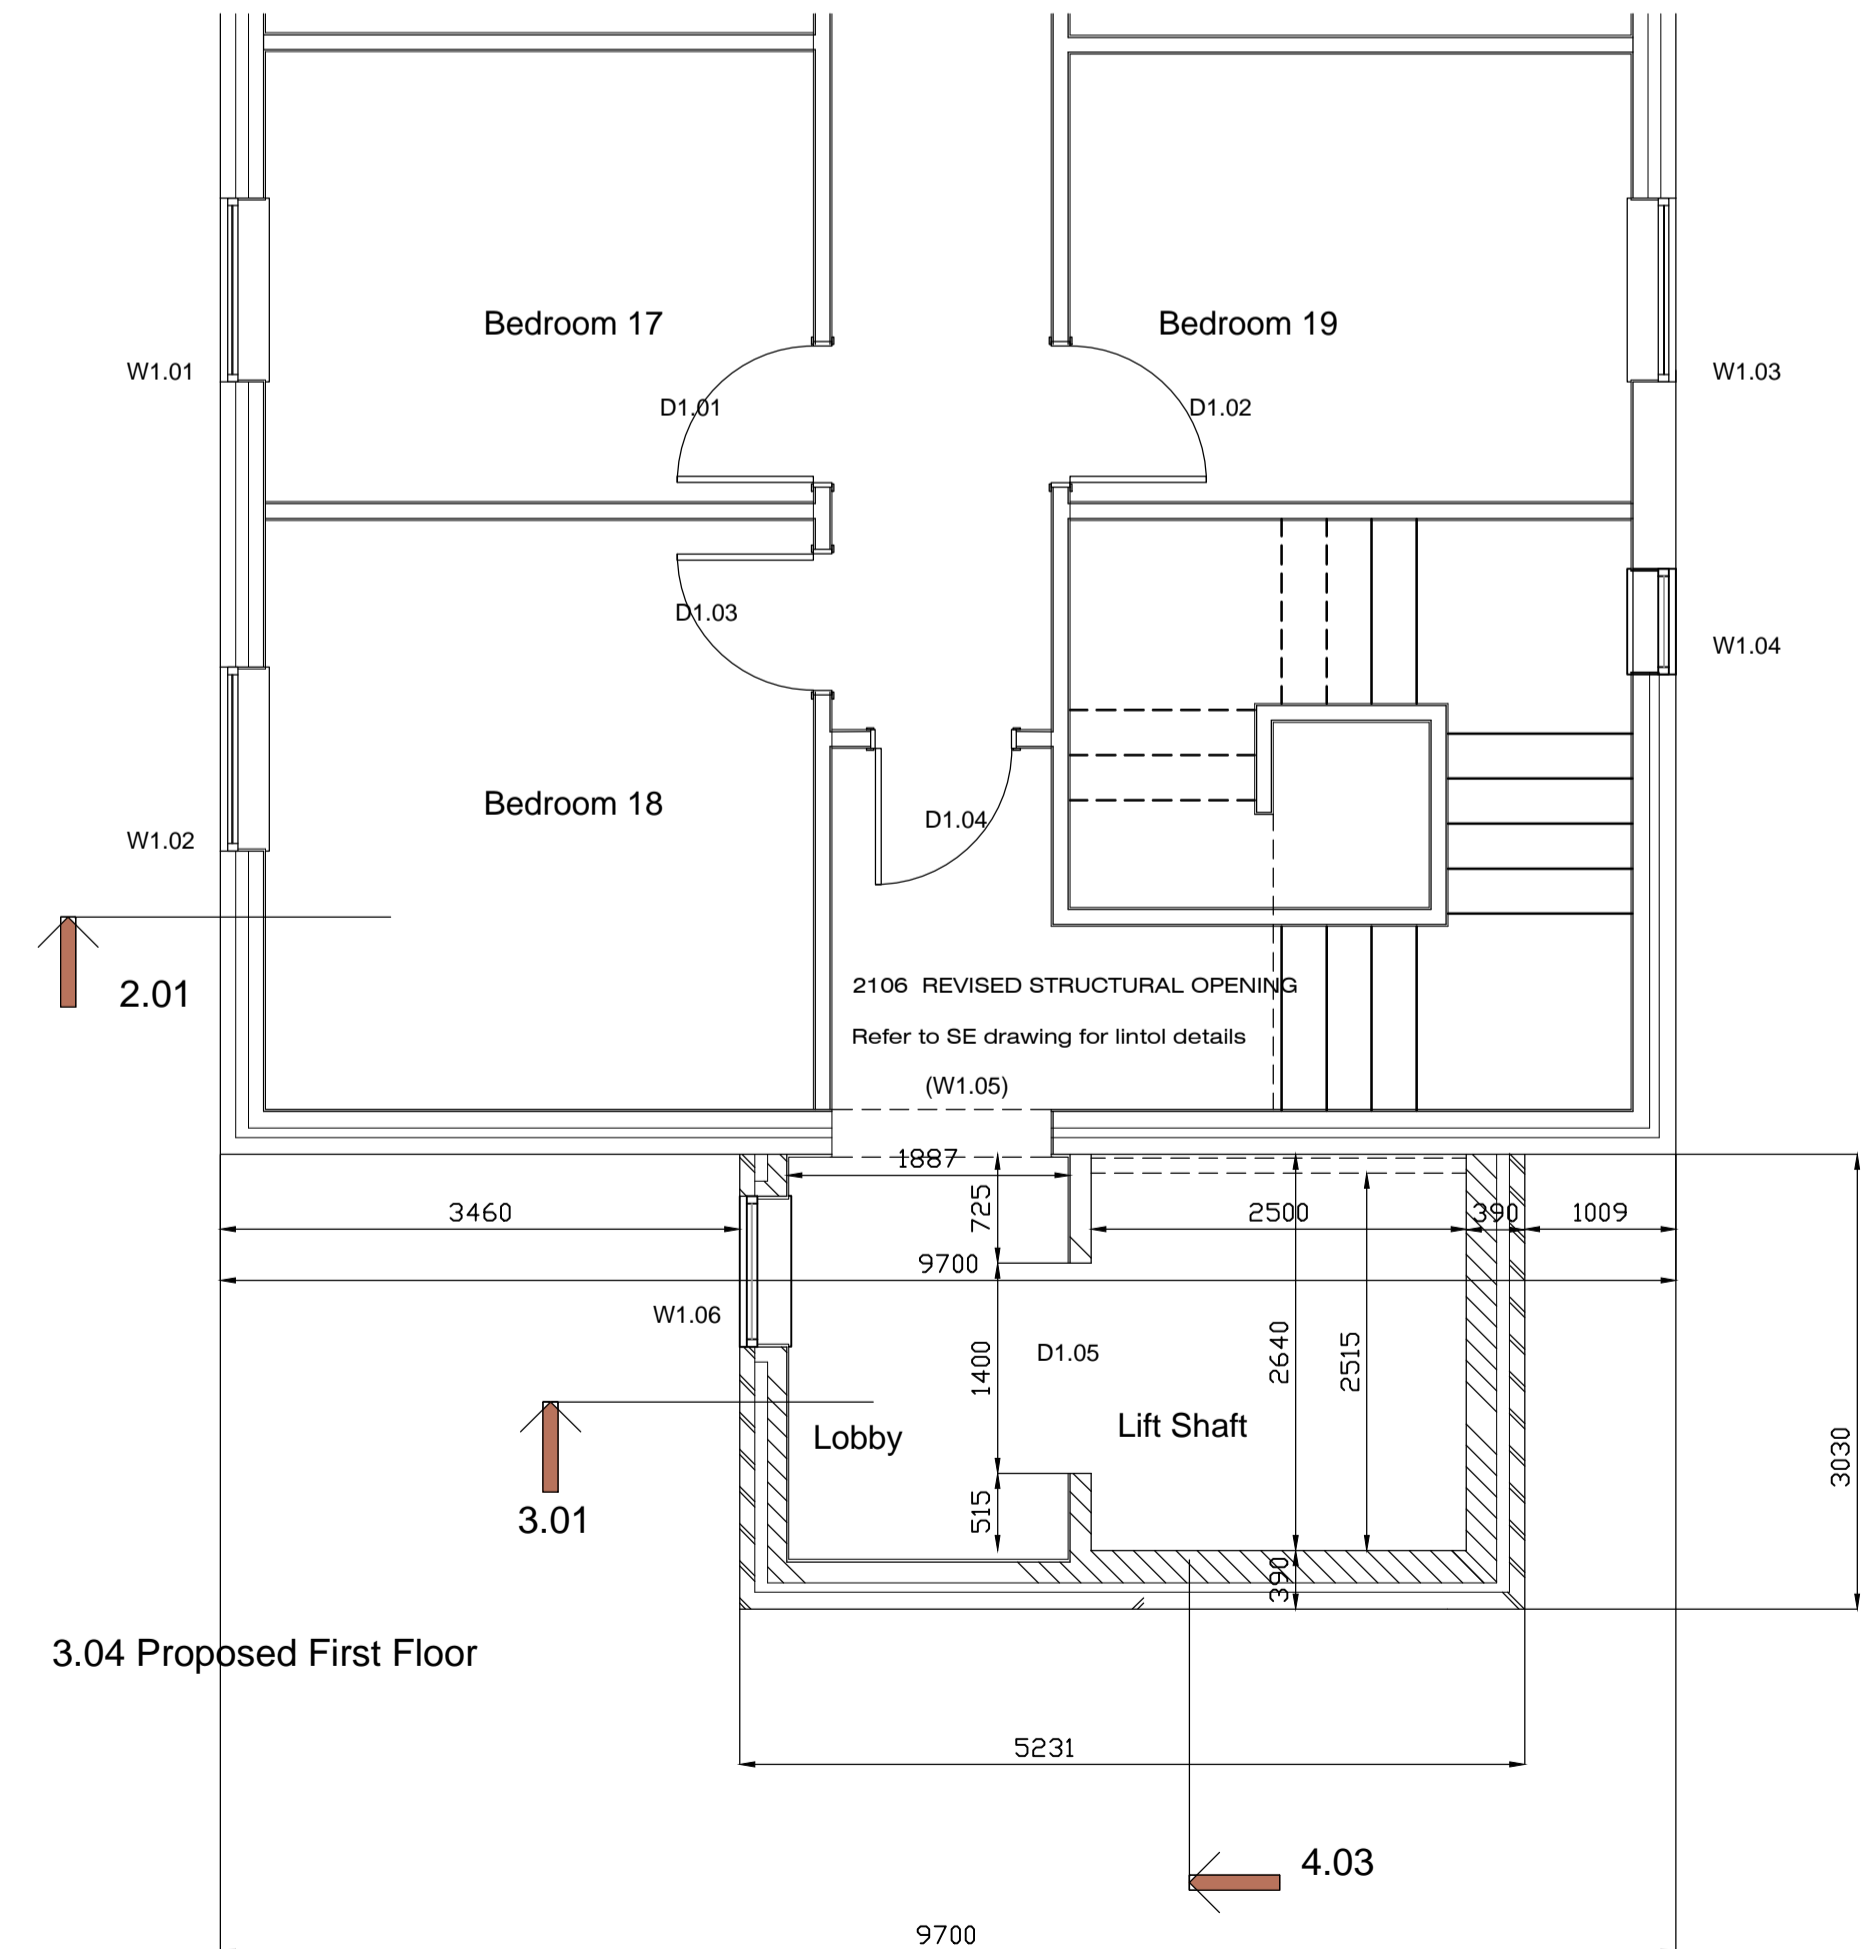 Bedroom 17
Bedroom 19
W1.01
W1.03
D1.01
D1.02
D1.03
W1.04
Bedroom 18
D1.04
W1.02
2.01
2106 REVISED STRUCTURAL OPENING
Refer to SE drawing for lintol details
(W1.05)
1887
725
3460
2500
390
1009
9700
W1.06
1400
D1.05
2640
2515
Lobby
Lift Shaft
3030
3.01
515
390
3.04 Proposed First Floor
5231
4.03
9700